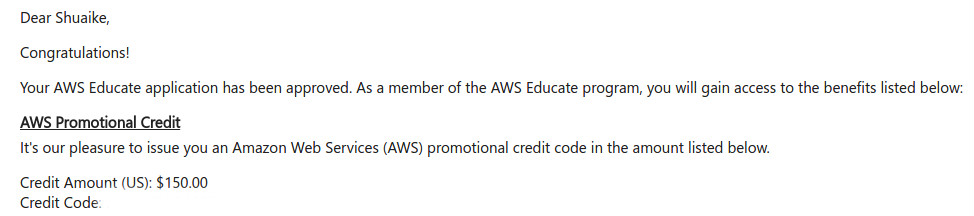 Dear Shuaike,
Congratulations!
Your AWS Educate application has been approved. As a member of the AWS Educate program, you will gain access to the benefits listed below:
AWS Promotional Credit
It's our pleasure to issue you an Amazon Web Services (AWS) promotional credit code in the amount listed below.
Credit Amount (US): $150.00
Credit Code: